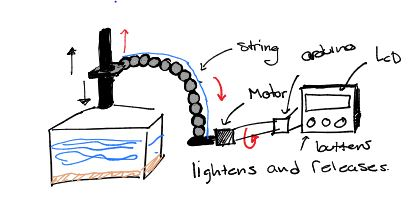 String
arduino
LCD
Motor
buttons
tightens and releases.